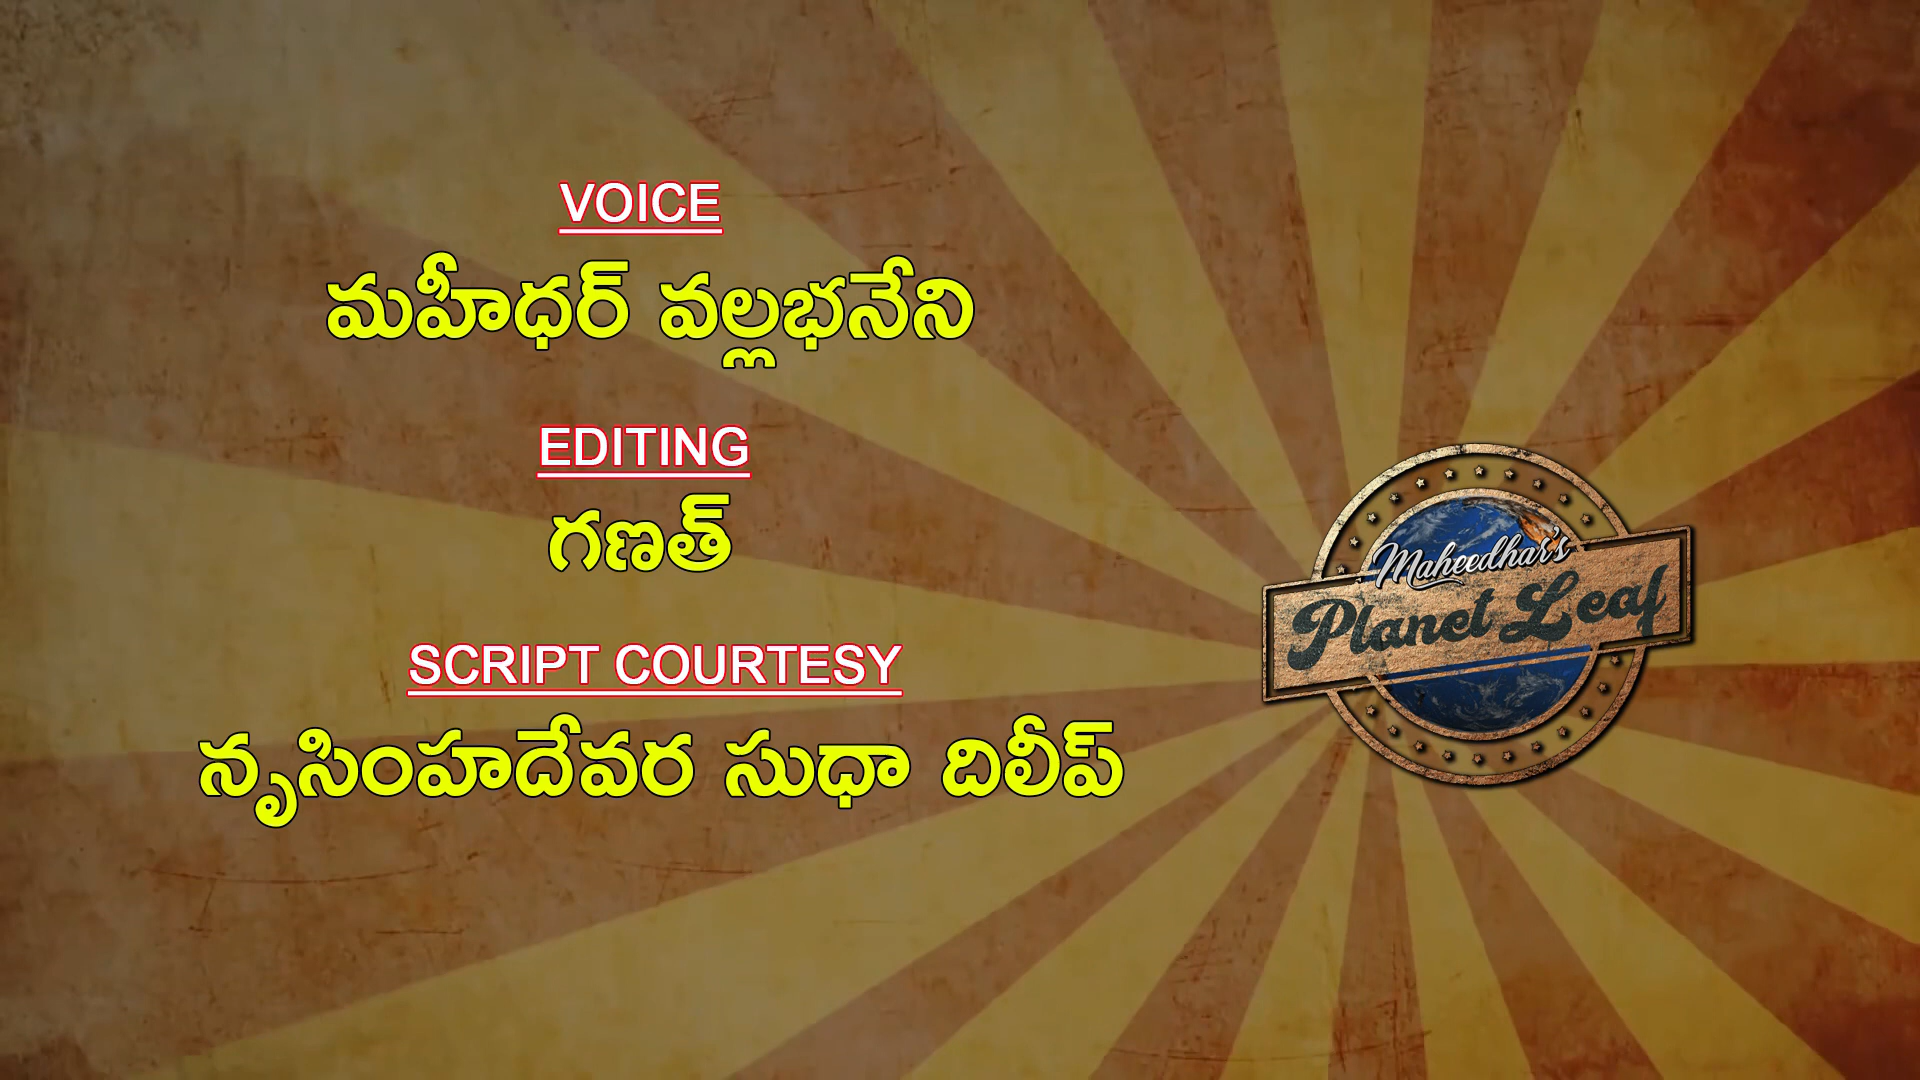 VOICE
మహీధర్ వల్లభనేని
EDITING
గణత్
SCRIPT COURTESY
నృసింహదేవర సుధా దిలీప్
Maheedhar's
Planet Leaf